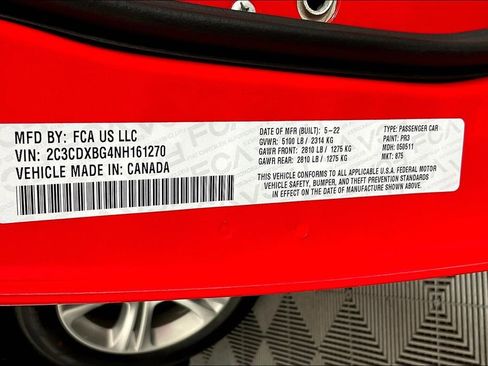 MFD BY: FCA US LLC
VIN: 2C3CDXBG4NH161270
VEHICLE MADE IN: CANADA
DATE OF MFR (BUILT): 5-22
GVWR: 5100 LB / 2314 KG
GAWR FRONT: 2810 LB / 1275 KG
GAWR REAR: 2810 LB / 1275 KG
TYPE: PASSENGER CAR
PAINT: PR3
MDH: 050511
MKT: 875
THIS VEHICLE CONFORMS TO ALL APPLICABLE U.S.A. FEDERAL MOTOR
VEHICLE SAFETY, BUMPER, AND THEFT PREVENTION STANDARDS
IN EFFECT ON THE DATE OF MANUFACTURE SHOWN ABOVE.